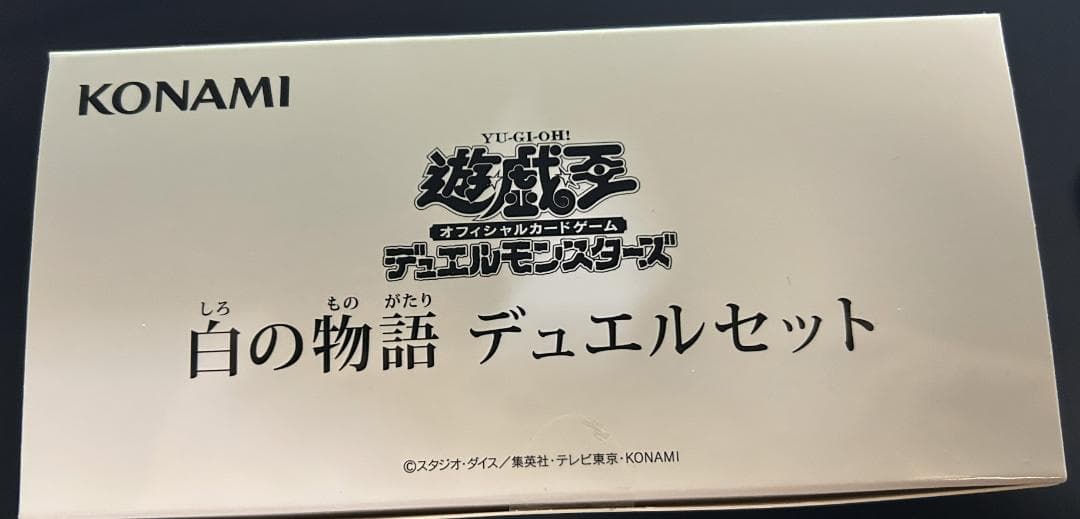 KONAMI
YU-GI-OH!
遊戯王
オフィシャルカードゲーム
デュエルモンスターズ
しろ もの がたり
白の物語 デュエルセット
©スタジオ・ダイス/集英社・テレビ東京・KONAMI